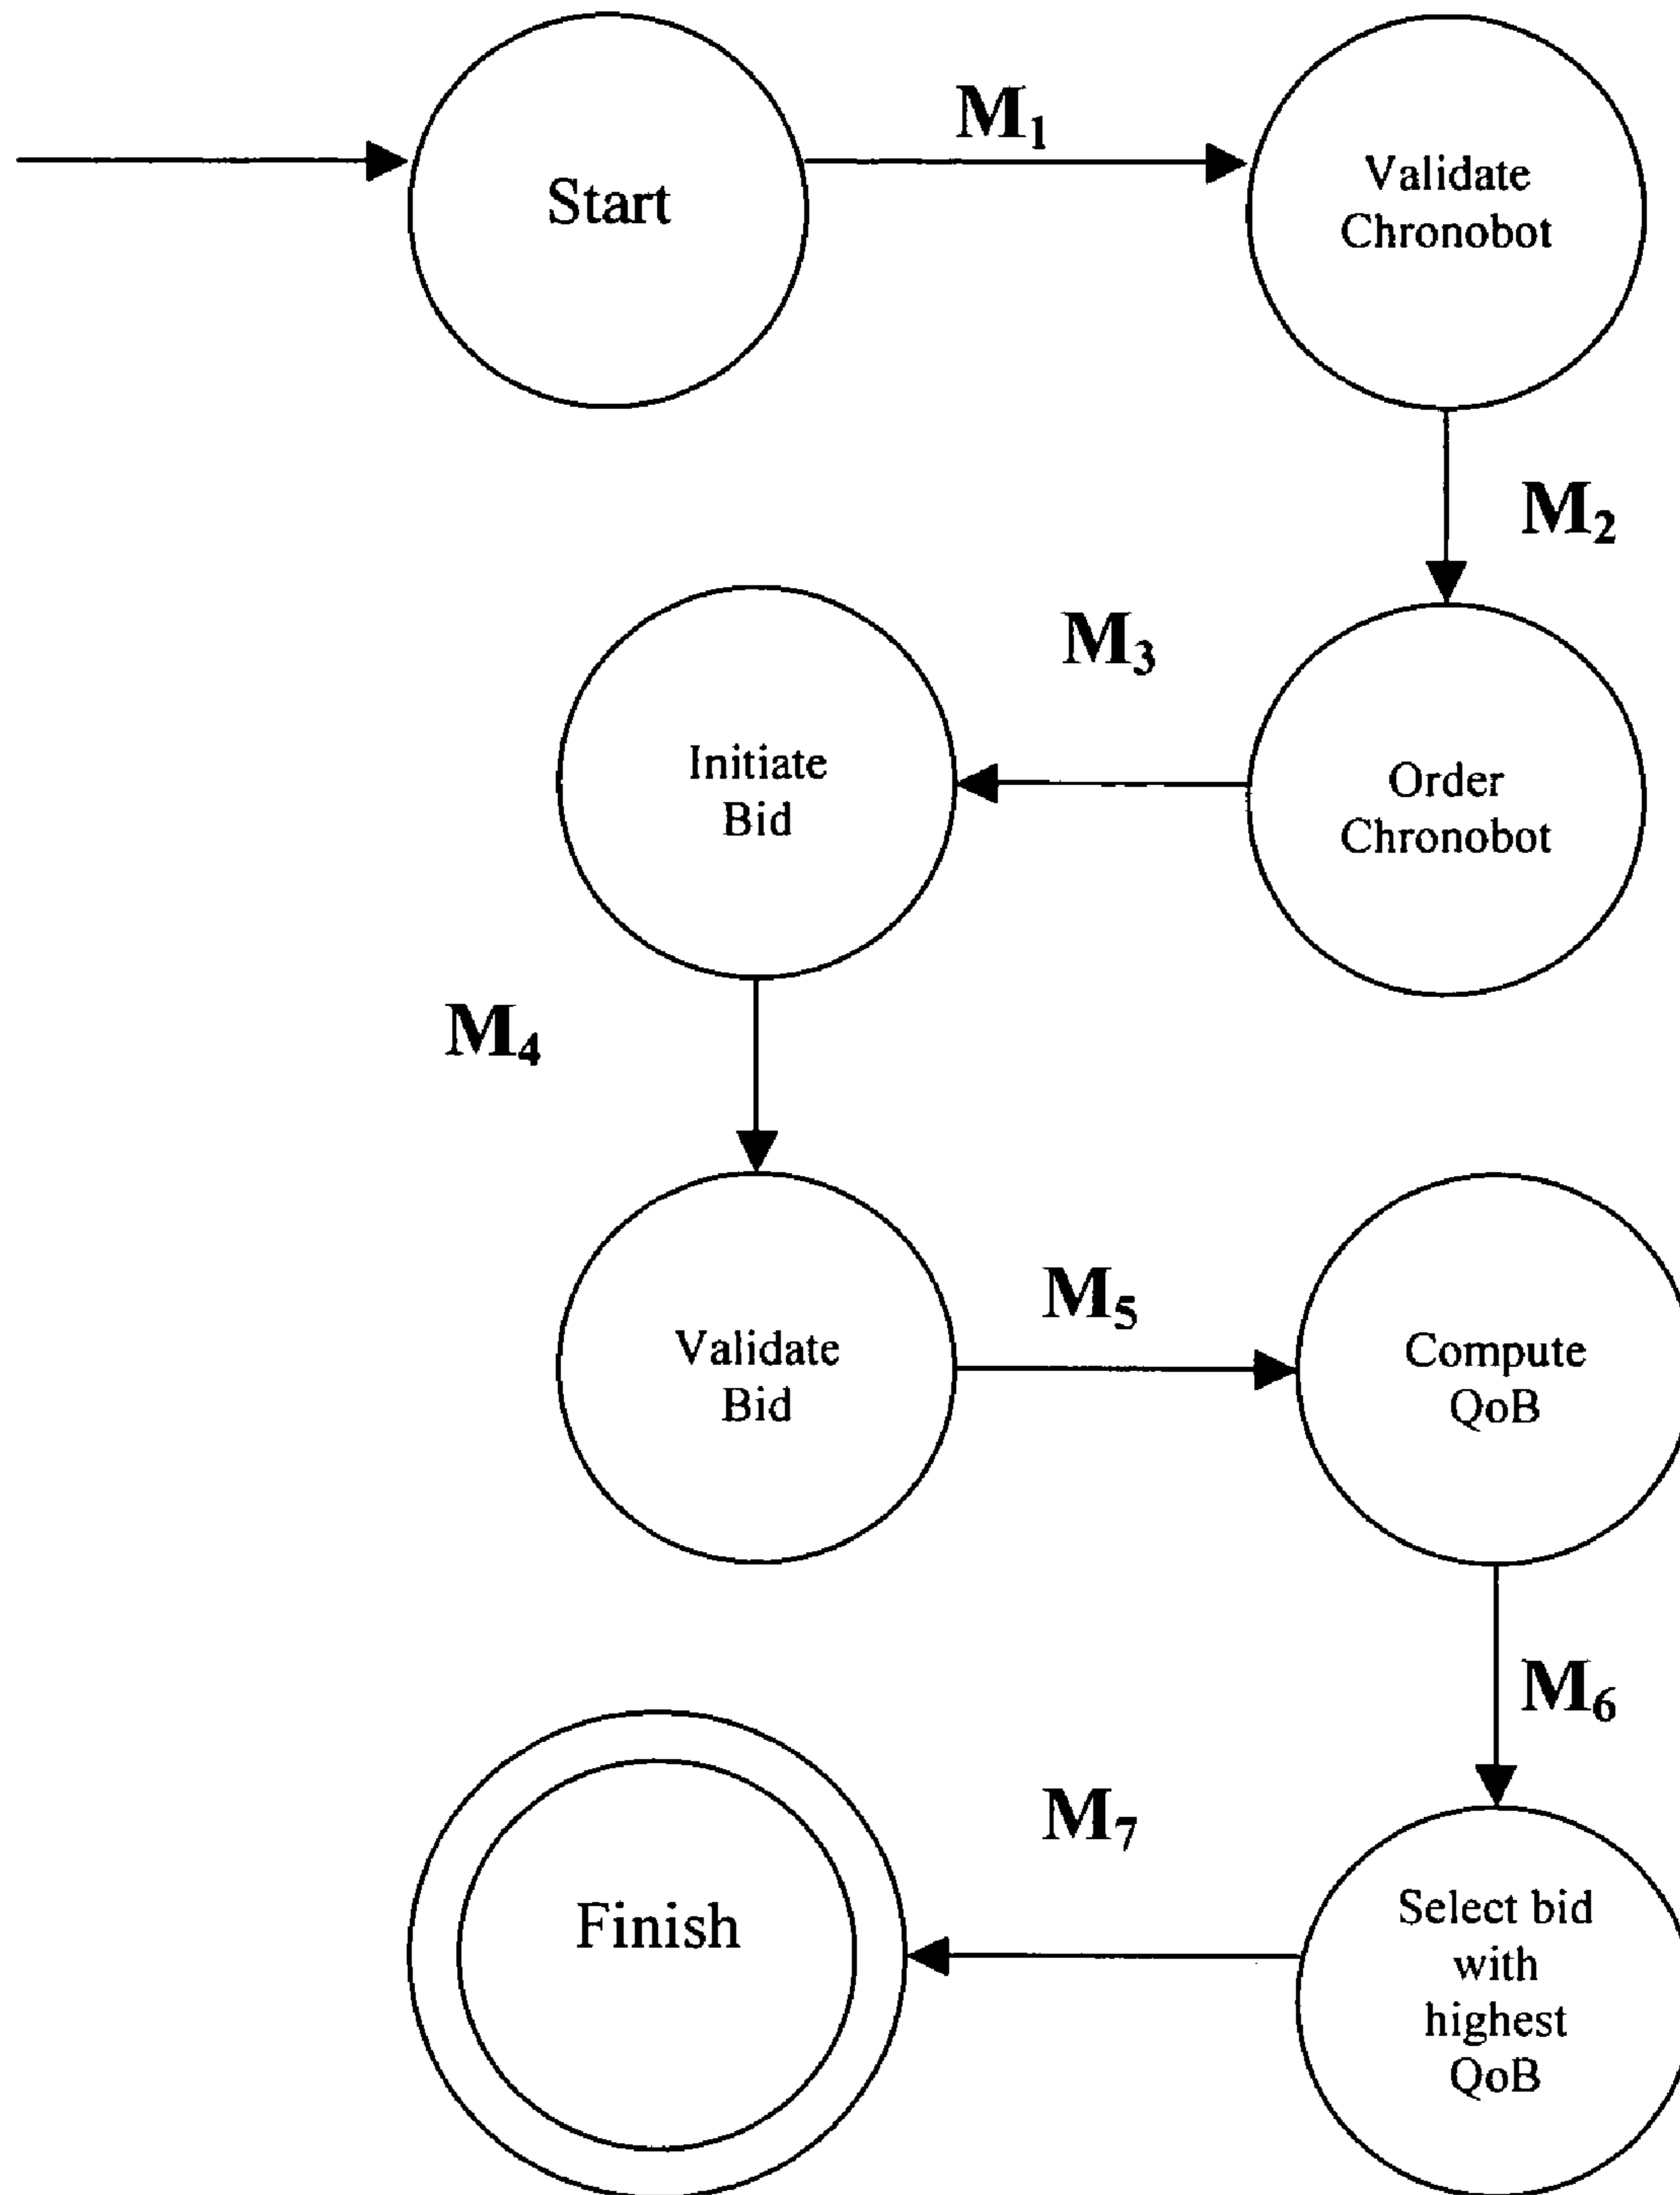 Start
M₁
Validate
Chronobot
M₂
Order
Chronobot
M₃
Initiate
Bid
M₄
Validate
Bid
M₅
Compute
QoB
M₆
Select bid
with
highest
QoB
M₇
Finish